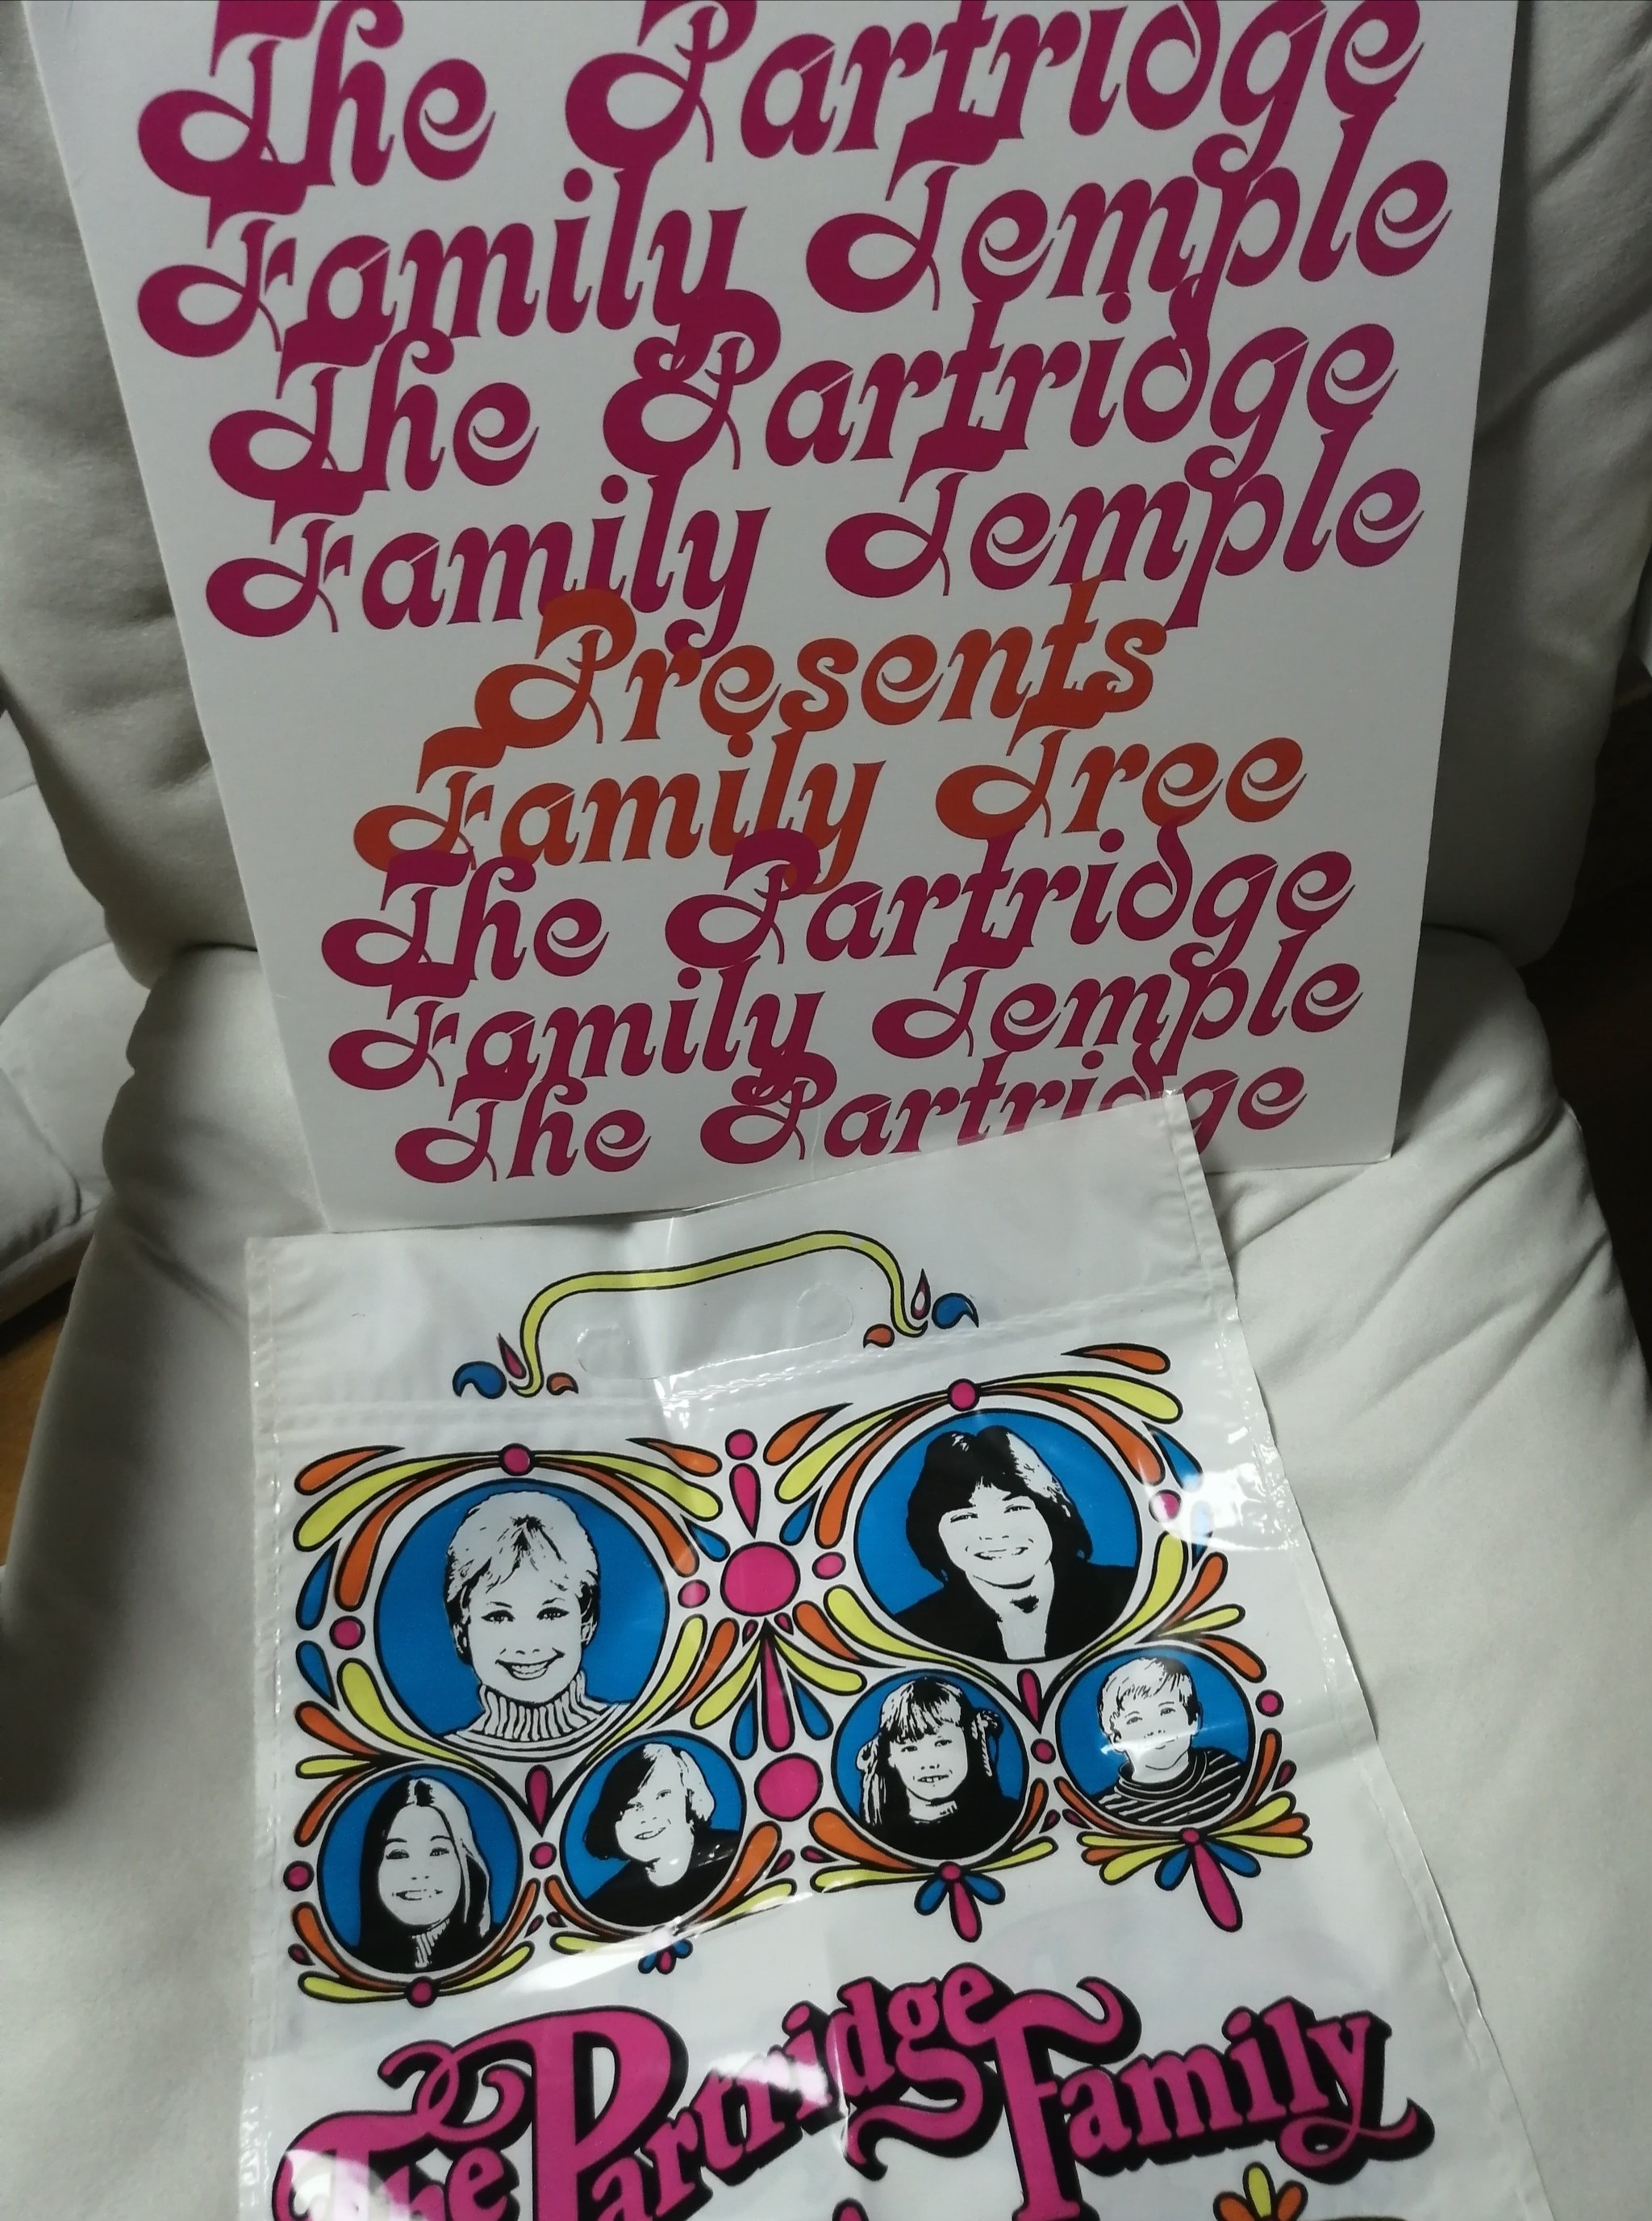 The Partridge
Family Temple
The Partridge
Family Temple
Presents
Family Tree
The Partridge
Family Temple
The Partridge
The Partridge Family